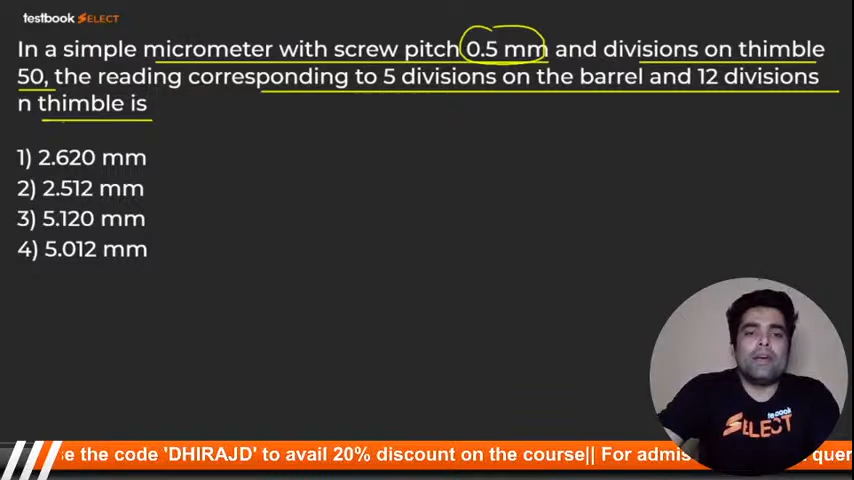 testbook SELECT
In a simple micrometer with screw pitch 0.5 mm and divisions on thimble
50, the reading corresponding to 5 divisions on the barrel and 12 divisions
n thimble is
1) 2.620 mm
2) 2.512 mm
3) 5.120 mm
4) 5.012 mm
testbook
SELECT
se the code 'DHIRAJD' to avail 20% discount on the course|| For admis